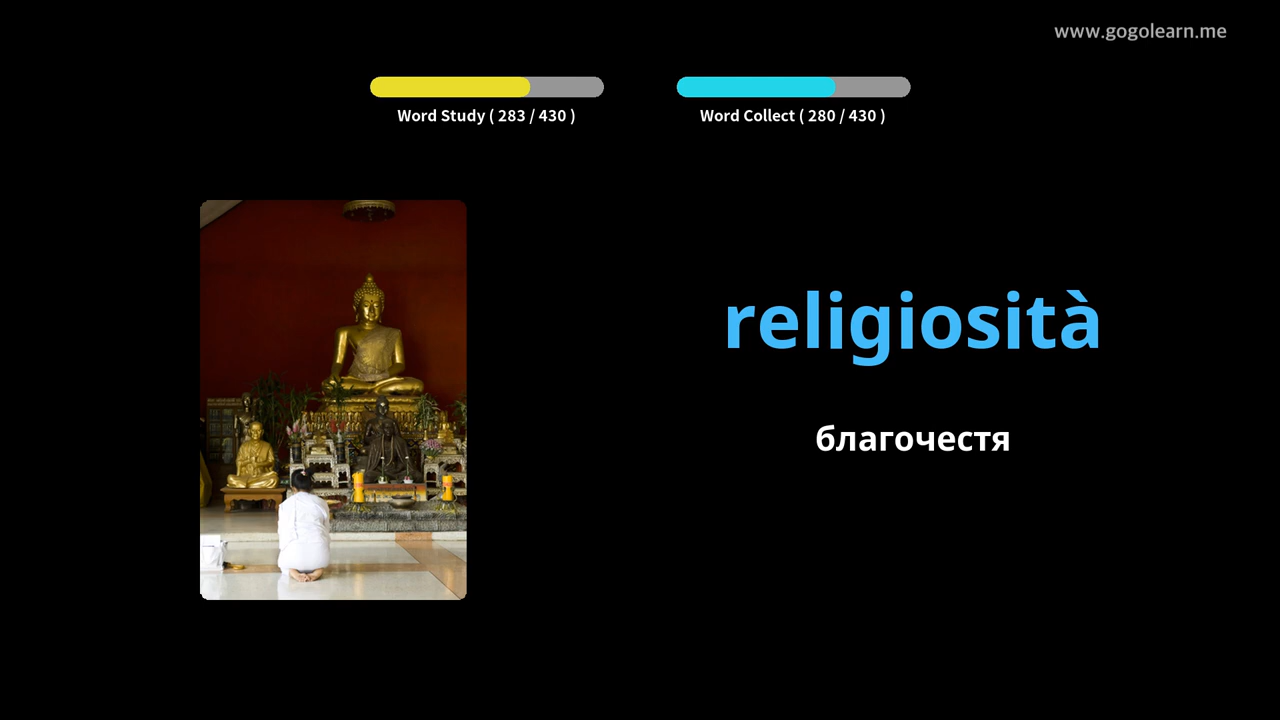 www.gogolearn.me
Word Study ( 283 / 430 )
Word Collect ( 280 / 430 )
religiosità
благочестя